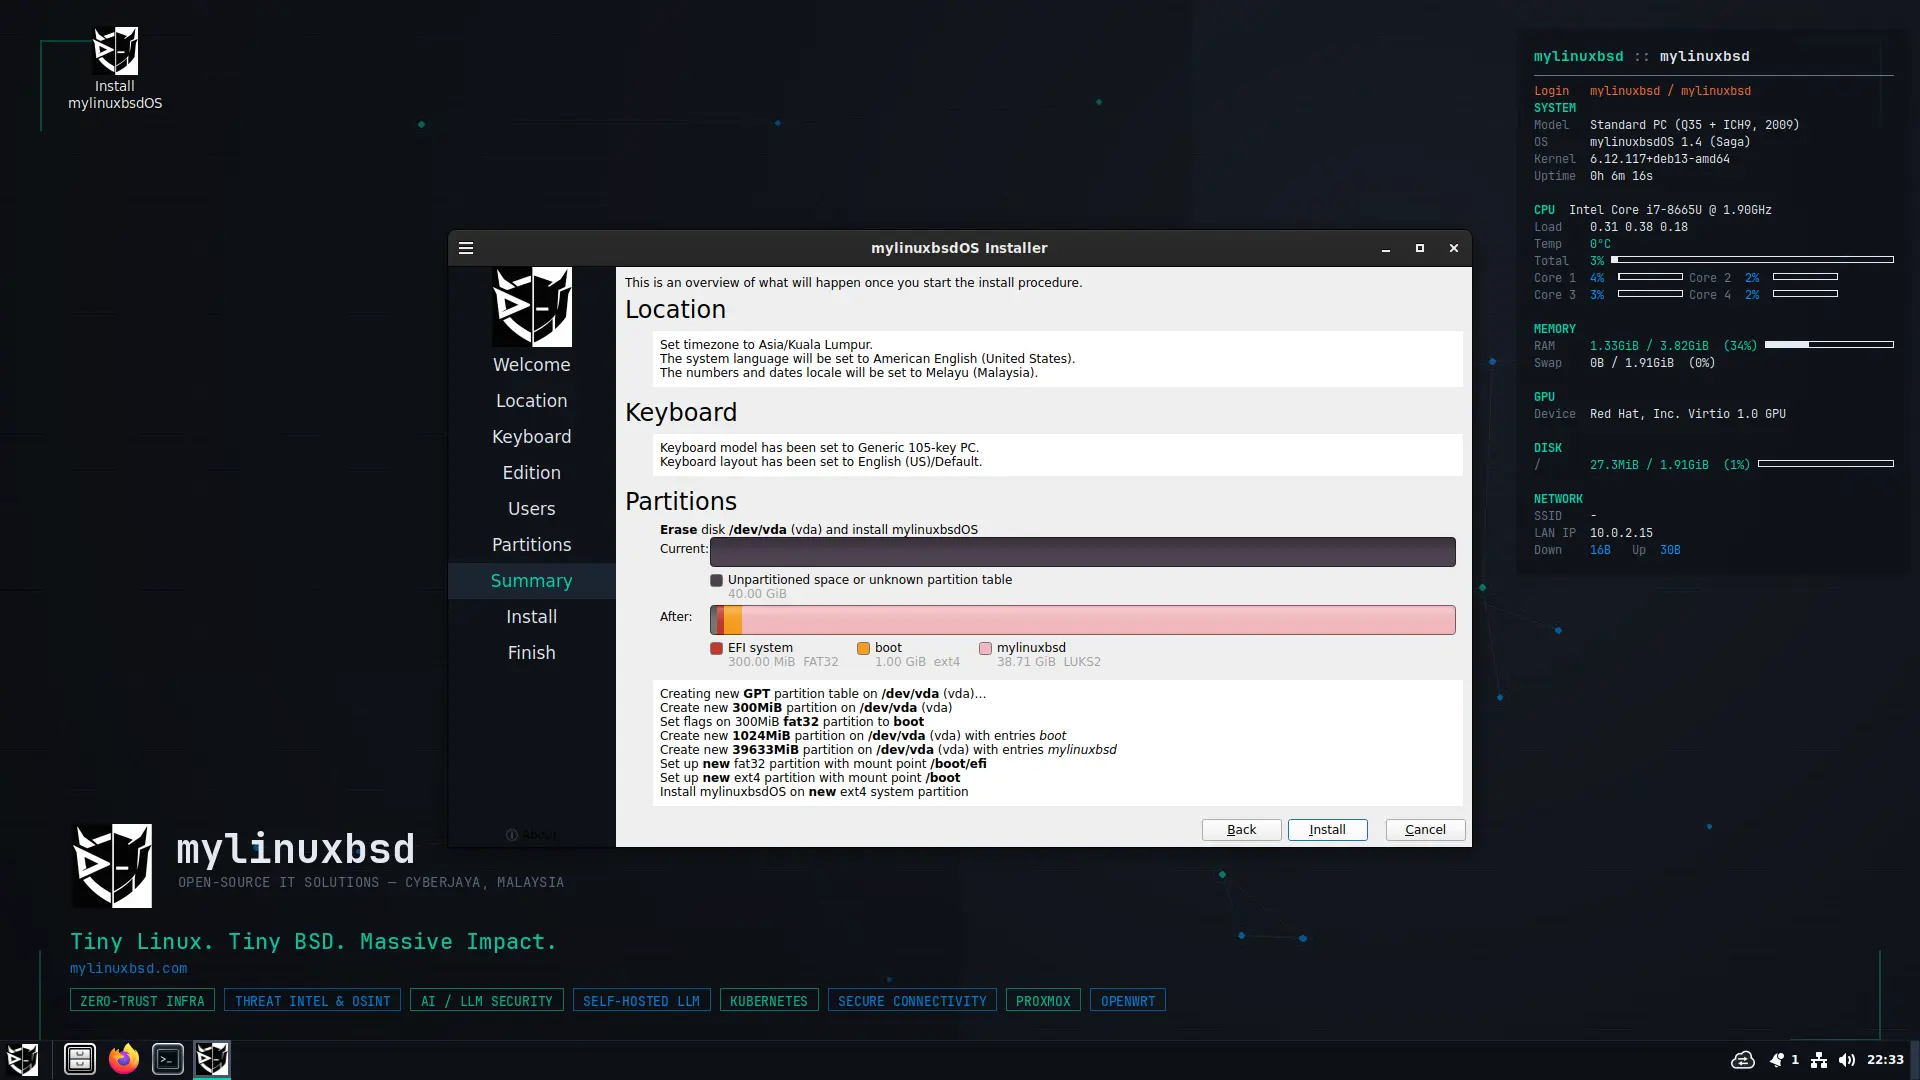 Install
mylinuxbsdOS
mylinuxbsd :: mylinuxbsd
Login mylinuxbsd / mylinuxbsd
SYSTEM
Model Standard PC (Q35 + ICH9, 2009)
OS mylinuxbsdOS 1.4 (Saga)
Kernel 6.12.117+deb13-amd64
Uptime 0h 6m 16s
CPU Intel Core i7-8665U @ 1.90GHz
Load 0.31 0.38 0.18
Temp 0°C
Total 3%
Core 1 4% Core 2 2%
Core 3 3% Core 4 2%
MEMORY
RAM 1.33GiB / 3.82GiB (34%)
Swap 0B / 1.91GiB (0%)
GPU
Device Red Hat, Inc. Virtio 1.0 GPU
DISK
/ 27.3MiB / 1.91GiB (1%)
NETWORK
SSID -
LAN IP 10.0.2.15
Down 16B Up 30B
mylinuxbsdOS Installer
Welcome
Location
Keyboard
Edition
Users
Partitions
Summary
Install
Finish
About
This is an overview of what will happen once you start the install procedure.
Location
Set timezone to Asia/Kuala Lumpur.
The system language will be set to American English (United States).
The numbers and dates locale will be set to Melayu (Malaysia).
Keyboard
Keyboard model has been set to Generic 105-key PC.
Keyboard layout has been set to English (US)/Default.
Partitions
Erase disk /dev/vda (vda) and install mylinuxbsdOS
Current:
Unpartitioned space or unknown partition table
40.00 GiB
After:
EFI system boot mylinuxbsd
300.00 MiB FAT32 1.00 GiB ext4 38.71 GiB LUKS2
Creating new GPT partition table on /dev/vda (vda)…
Create new 300MiB partition on /dev/vda (vda)
Set flags on 300MiB fat32 partition to boot
Create new 1024MiB partition on /dev/vda (vda) with entries boot
Create new 39633MiB partition on /dev/vda (vda) with entries mylinuxbsd
Set up new fat32 partition with mount point /boot/efi
Set up new ext4 partition with mount point /boot
Install mylinuxbsdOS on new ext4 system partition
Back Install Cancel
mylinuxbsd
OPEN-SOURCE IT SOLUTIONS — CYBERJAYA, MALAYSIA
Tiny Linux. Tiny BSD. Massive Impact.
mylinuxbsd.com
ZERO-TRUST INFRA THREAT INTEL & OSINT AI / LLM SECURITY SELF-HOSTED LLM KUBERNETES SECURE CONNECTIVITY PROXMOX OPENWRT
1 22:33